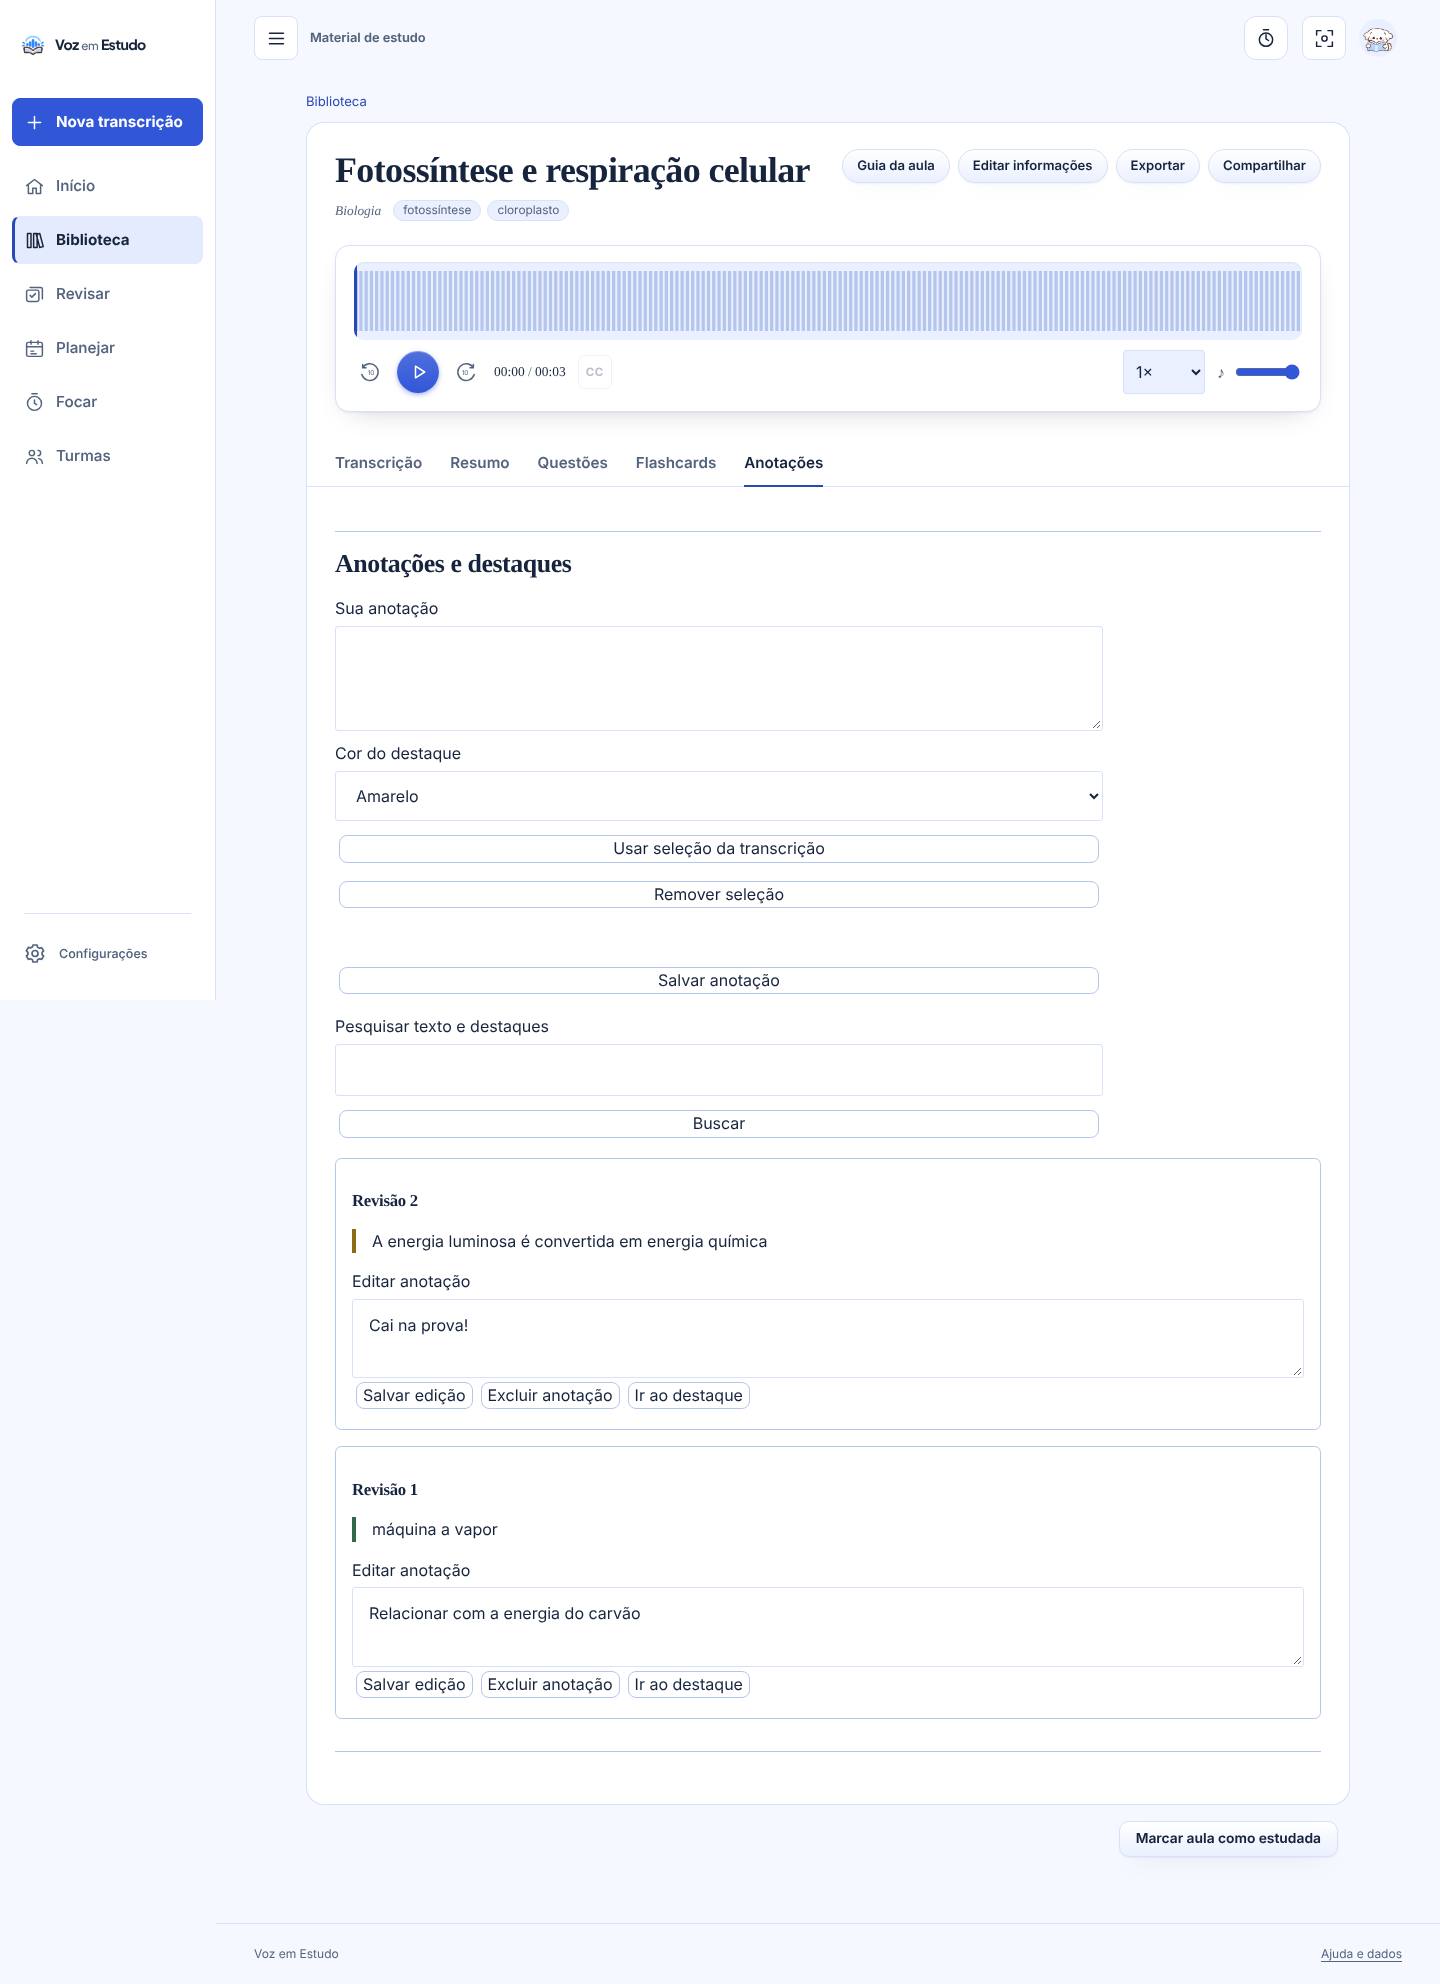 Voz em Estudo
Material de estudo
Nova transcrição
Início
Biblioteca
Revisar
Planejar
Focar
Turmas
Configurações
Biblioteca
Fotossíntese e respiração celular
Guia da aula
Editar informações
Exportar
Compartilhar
Biologia
fotossíntese
cloroplasto
10
10
00:00 / 00:03
CC
1×
♪
Transcrição
Resumo
Questões
Flashcards
Anotações
Anotações e destaques
Sua anotação
Cor do destaque
Amarelo
Usar seleção da transcrição
Remover seleção
Salvar anotação
Pesquisar texto e destaques
Buscar
Revisão 2
A energia luminosa é convertida em energia química
Editar anotação
Cai na prova!
Salvar edição
Excluir anotação
Ir ao destaque
Revisão 1
máquina a vapor
Editar anotação
Relacionar com a energia do carvão
Salvar edição
Excluir anotação
Ir ao destaque
Marcar aula como estudada
Voz em Estudo
Ajuda e dados